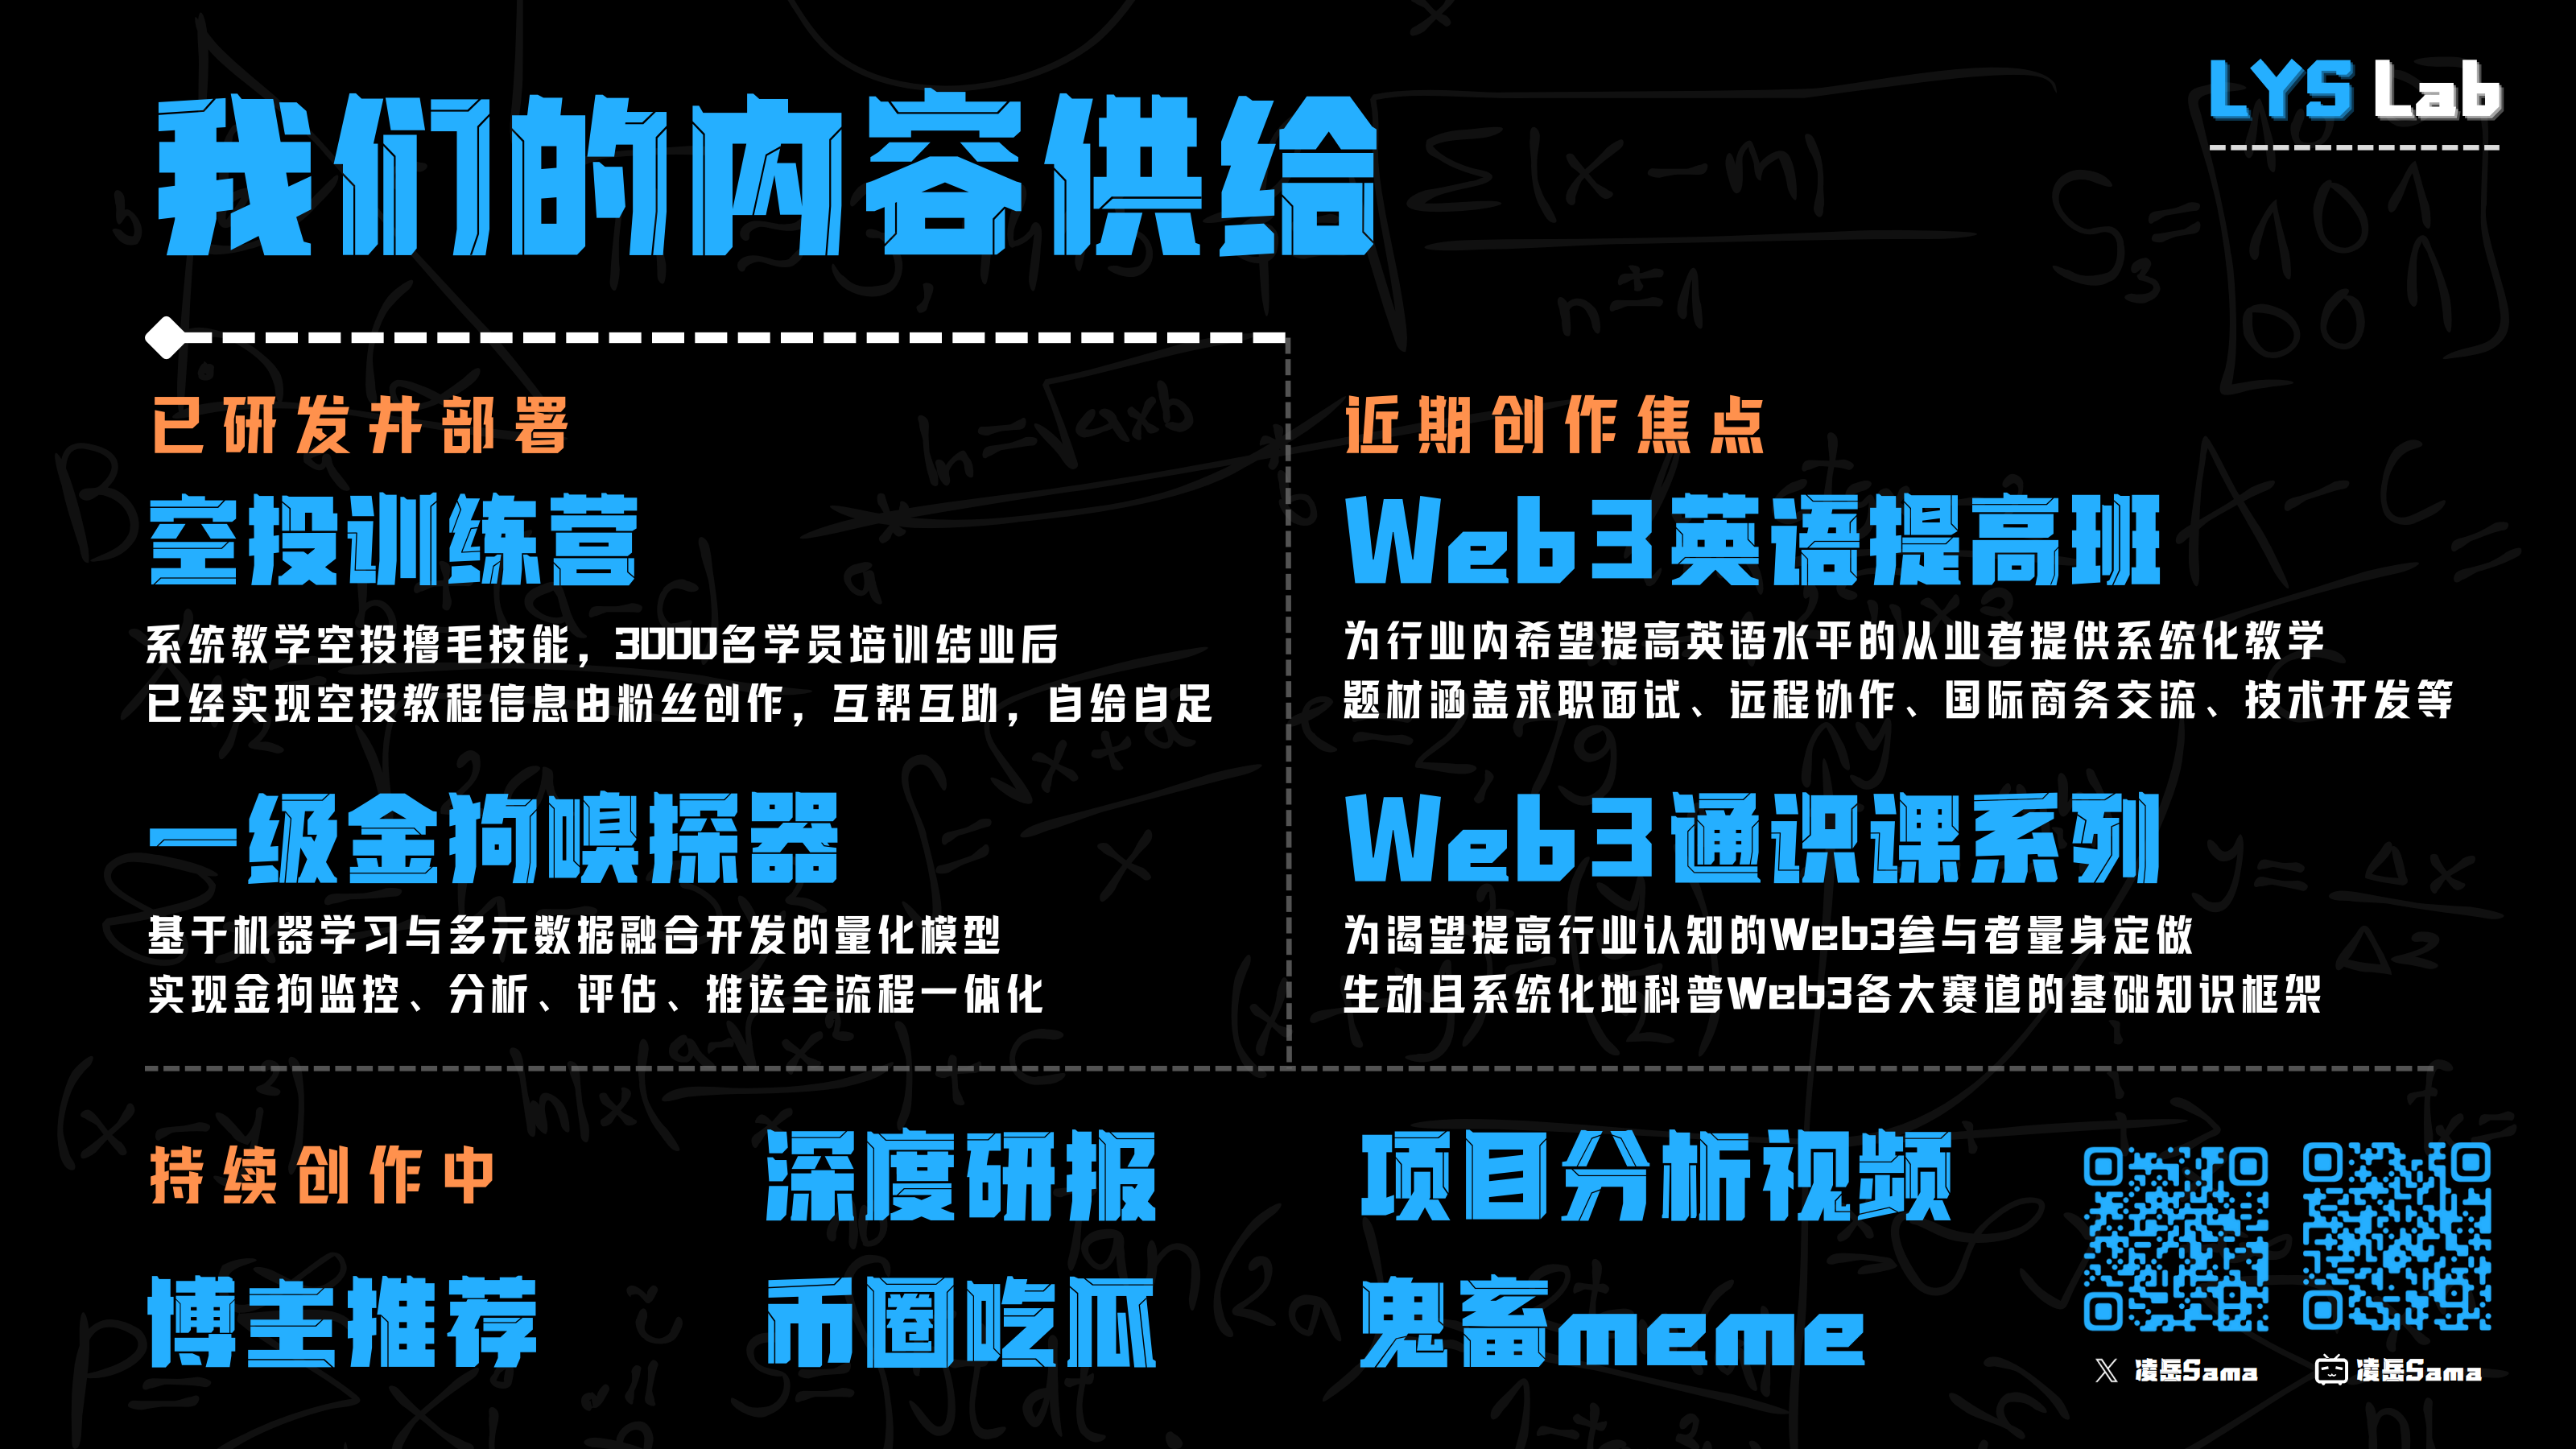 我们的内容供给
LYS Lab
已研发并部署
空投训练营
系统教学空投撸毛技能，3000名学员培训结业后
已经实现空投教程信息由粉丝创作，互帮互助，自给自足
一级金狗嗅探器
基于机器学习与多元数据融合开发的量化模型
实现金狗监控、分析、评估、推送全流程一体化
近期创作焦点
Web3英语提高班
为行业内希望提高英语水平的从业者提供系统化教学
题材涵盖求职面试、远程协作、国际商务交流、技术开发等
Web3通识课系列
为渴望提高行业认知的Web3参与者量身定做
生动且系统化地科普Web3各大赛道的基础知识框架
持续创作中
深度研报
项目分析视频
博主推荐
币圈吃瓜
鬼畜meme
凌岳Sama
凌岳Sama